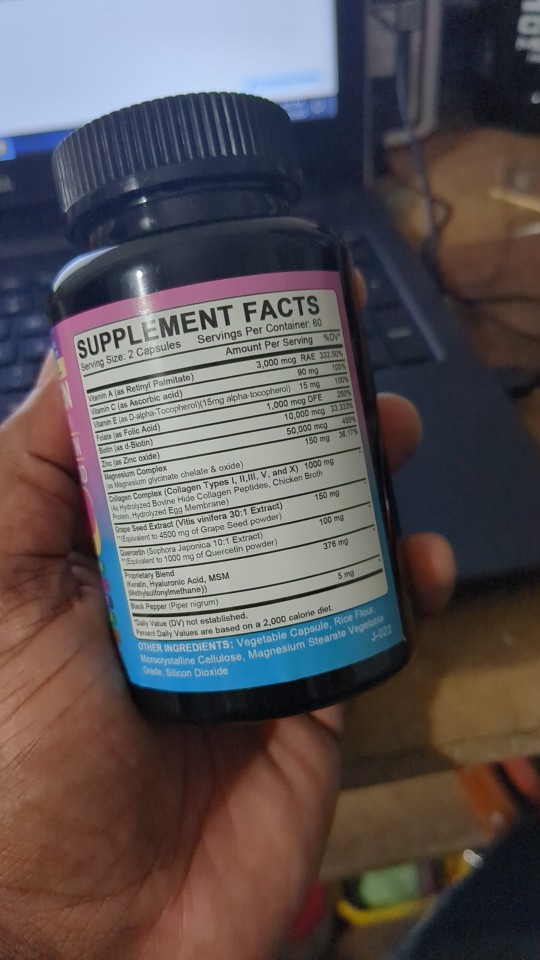 SUPPLEMENT FACTS
Serving Size: 2 Capsules Servings Per Container: 60
Amount Per Serving %DV*
Vitamin A (as Retinyl Palmitate) 3,000 mcg RAE 332.50%
Vitamin C (as Ascorbic acid) 90 mg 100%
Vitamin E (as D-alpha-Tocopherol)(15mg alpha-tocopherol) 15 mg 100%
Folate (as Folic Acid) 1,000 mcg DFE 250%
Biotin (as d-Biotin) 10,000 mcg 33,333%
Zinc (as Zinc oxide) 50,000 mcg 455%
Magnesium Complex 150 mg 36.17%
(as Magnesium glycinate chelate & oxide)
Collagen Complex (Collagen Types I, II,III, V, and X) 1000 mg
(As Hydrolyzed Bovine Hide Collagen Peptides, Chicken Broth
Protein, Hydrolyzed Egg Membrane)
Grape Seed Extract (Vitis vinifera 30:1 Extract) 150 mg
**(Equivalent to 4500 mg of Grape Seed powder)
Quercetin (Sophora Japonica 10:1 Extract) 100 mg
**(Equivalent to 1000 mg of Quercetin powder)
Proprietary Blend 376 mg
(Keratin, Hyaluronic Acid, MSM
(Methylsulfonylmethane))
Black Pepper (Piper nigrum) 5 mg
*Daily Value (DV) not established.
Percent Daily Values are based on a 2,000 calorie diet.
OTHER INGREDIENTS: Vegetable Capsule, Rice Flour,
Microcrystalline Cellulose, Magnesium Stearate Vegetable
Grade, Silicon Dioxide
J-022